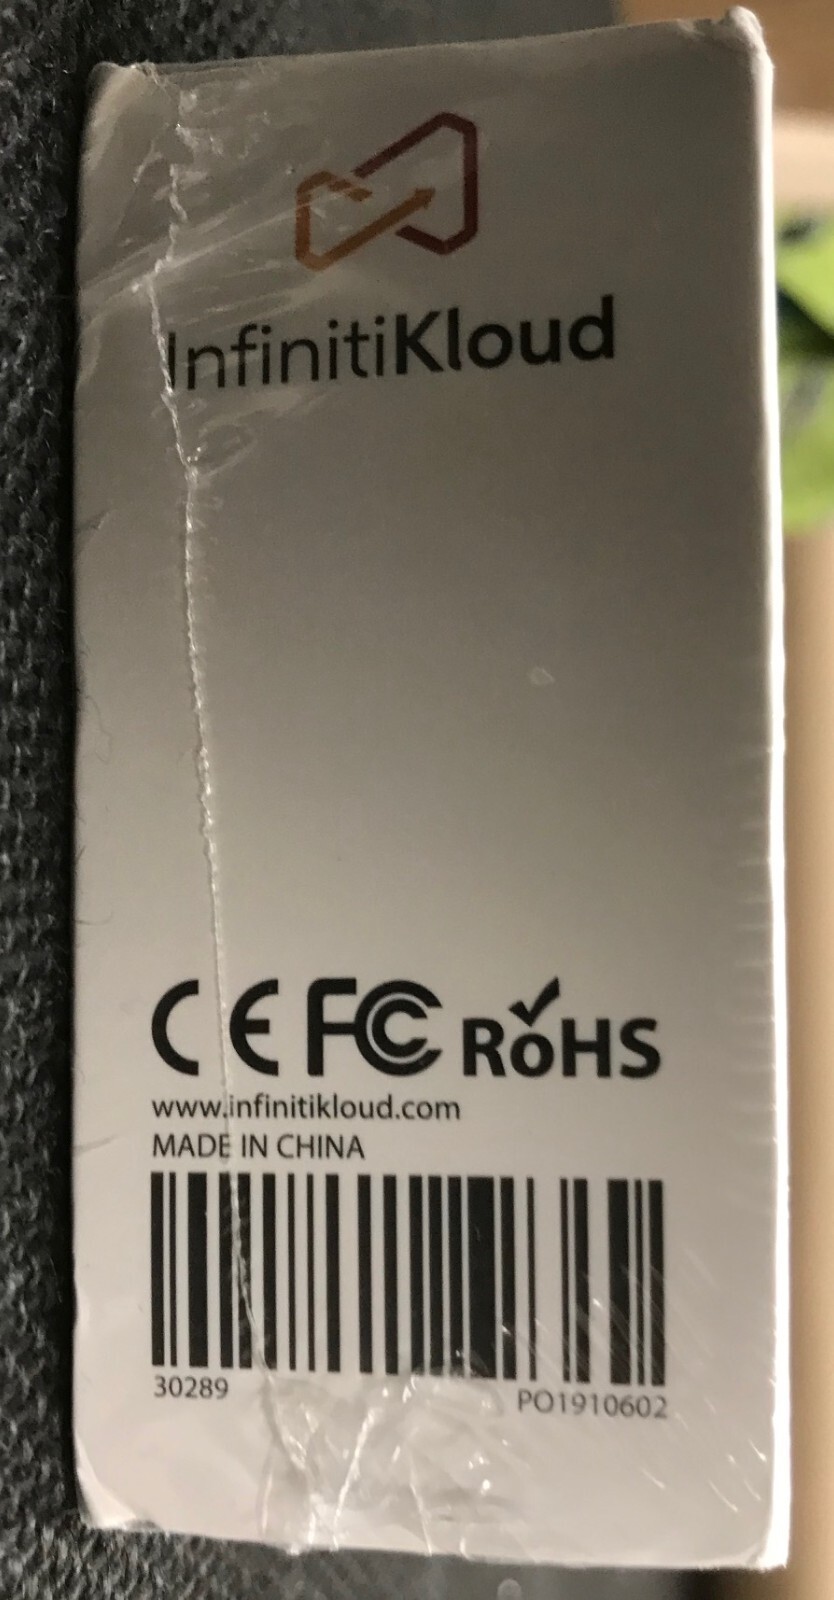 InfinitiKloud
CE FC RoHS
www.infinitikloud.com
MADE IN CHINA
30289 PO1910602